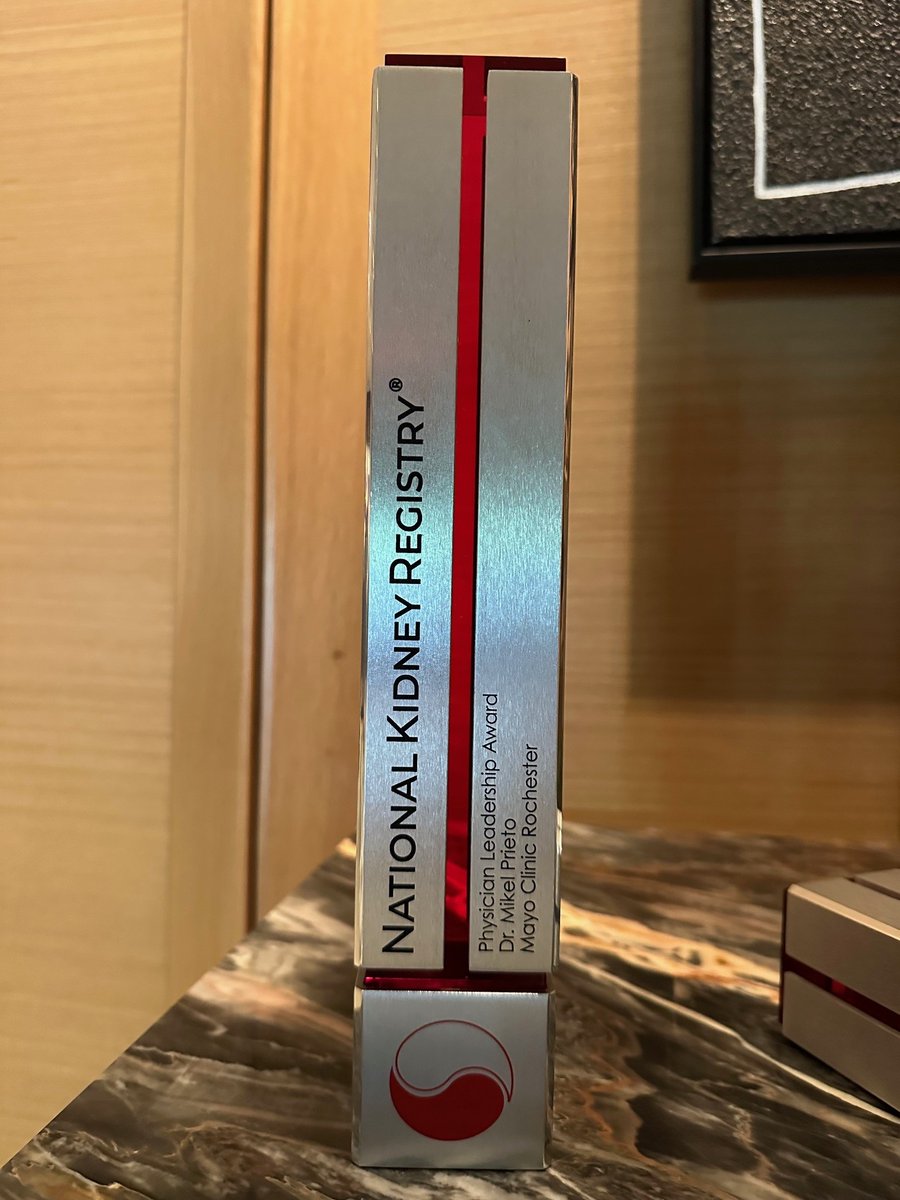 NATIONAL KIDNEY REGISTRY®
Physician Leadership Award
Dr. Mikel Prieto
Mayo Clinic Rochester